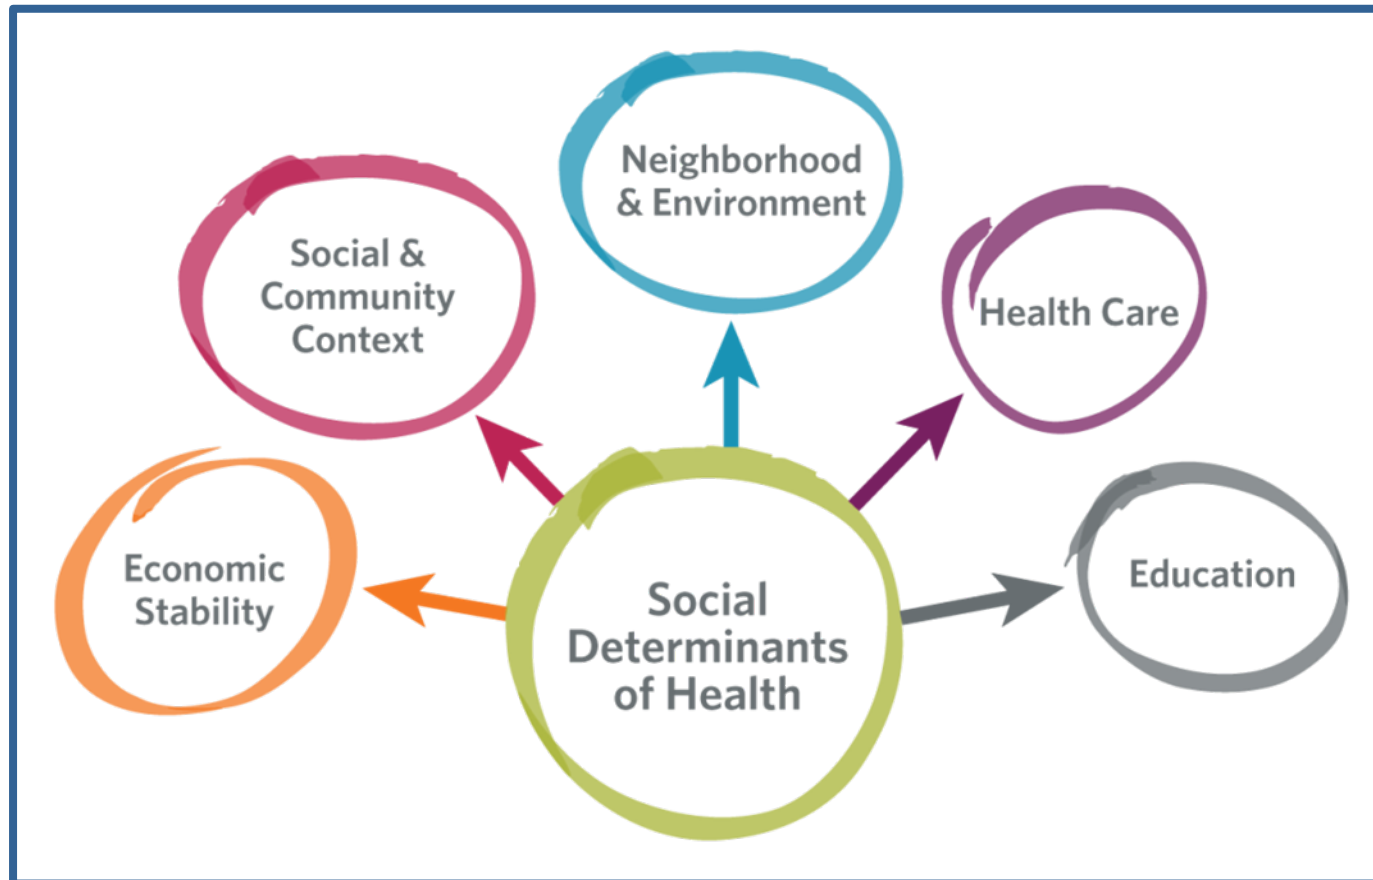 Neighborhood
& Environment
Social &
Community
Context
Health Care
Economic
Stability
Education
Social
Determinants
of Health